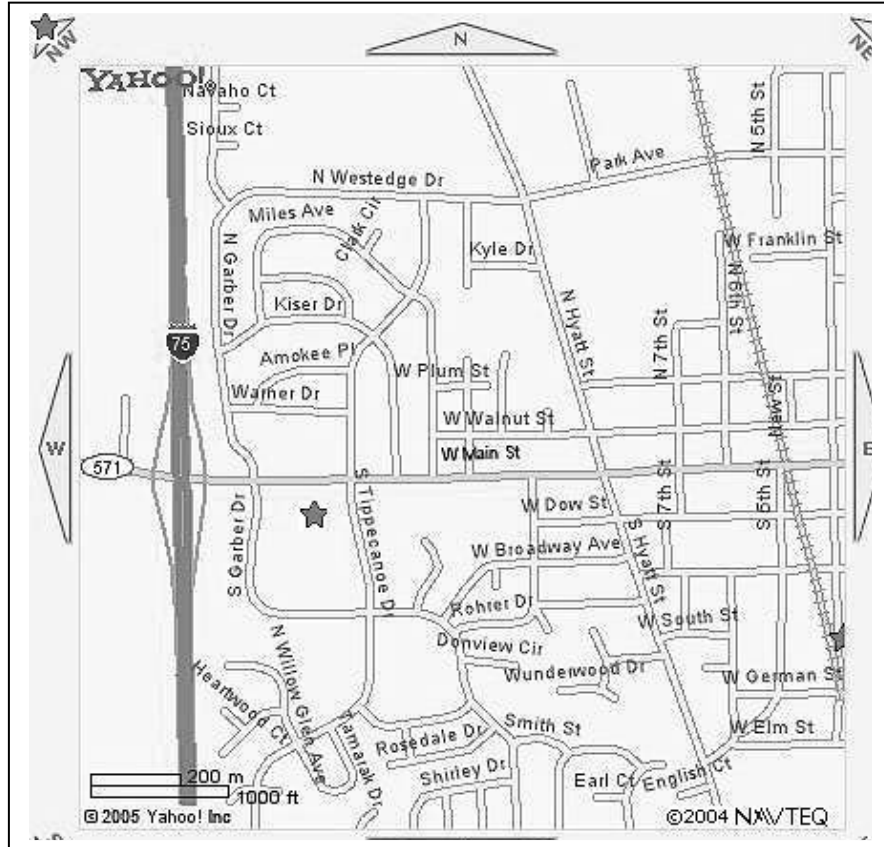 NW
N
NE
YAHOO!
Navaho Ct
Sioux Ct
N 5th St
Park Ave
N Westedge Dr
Miles Ave
Clark Cir
W Franklin St
N Garber Dr
Kyle Dr
N 6th St
Kiser Dr
N Hyatt St
75
N 7th St
Amokee Pl
W Plum St
Warner Dr
N
W Walnut St
W
W Main St
E
571
S Garber Dr
S Tippecanoe Dr
W Dow St
S 7th St
S 5th St
W Broadway Ave
S Hyatt St
Rohrer Dr
W South St
N Willow Glen Ave
Donview Cir
Wunderwood Dr
W German St
Heartwood Ct
Smith St
W Elm St
Tamarak Dr
Rosedale Dr
Shirley Dr
Earl Ct
English Ct
200 m
1000 ft
© 2005 Yahoo! Inc
©2004 NAVTEQ